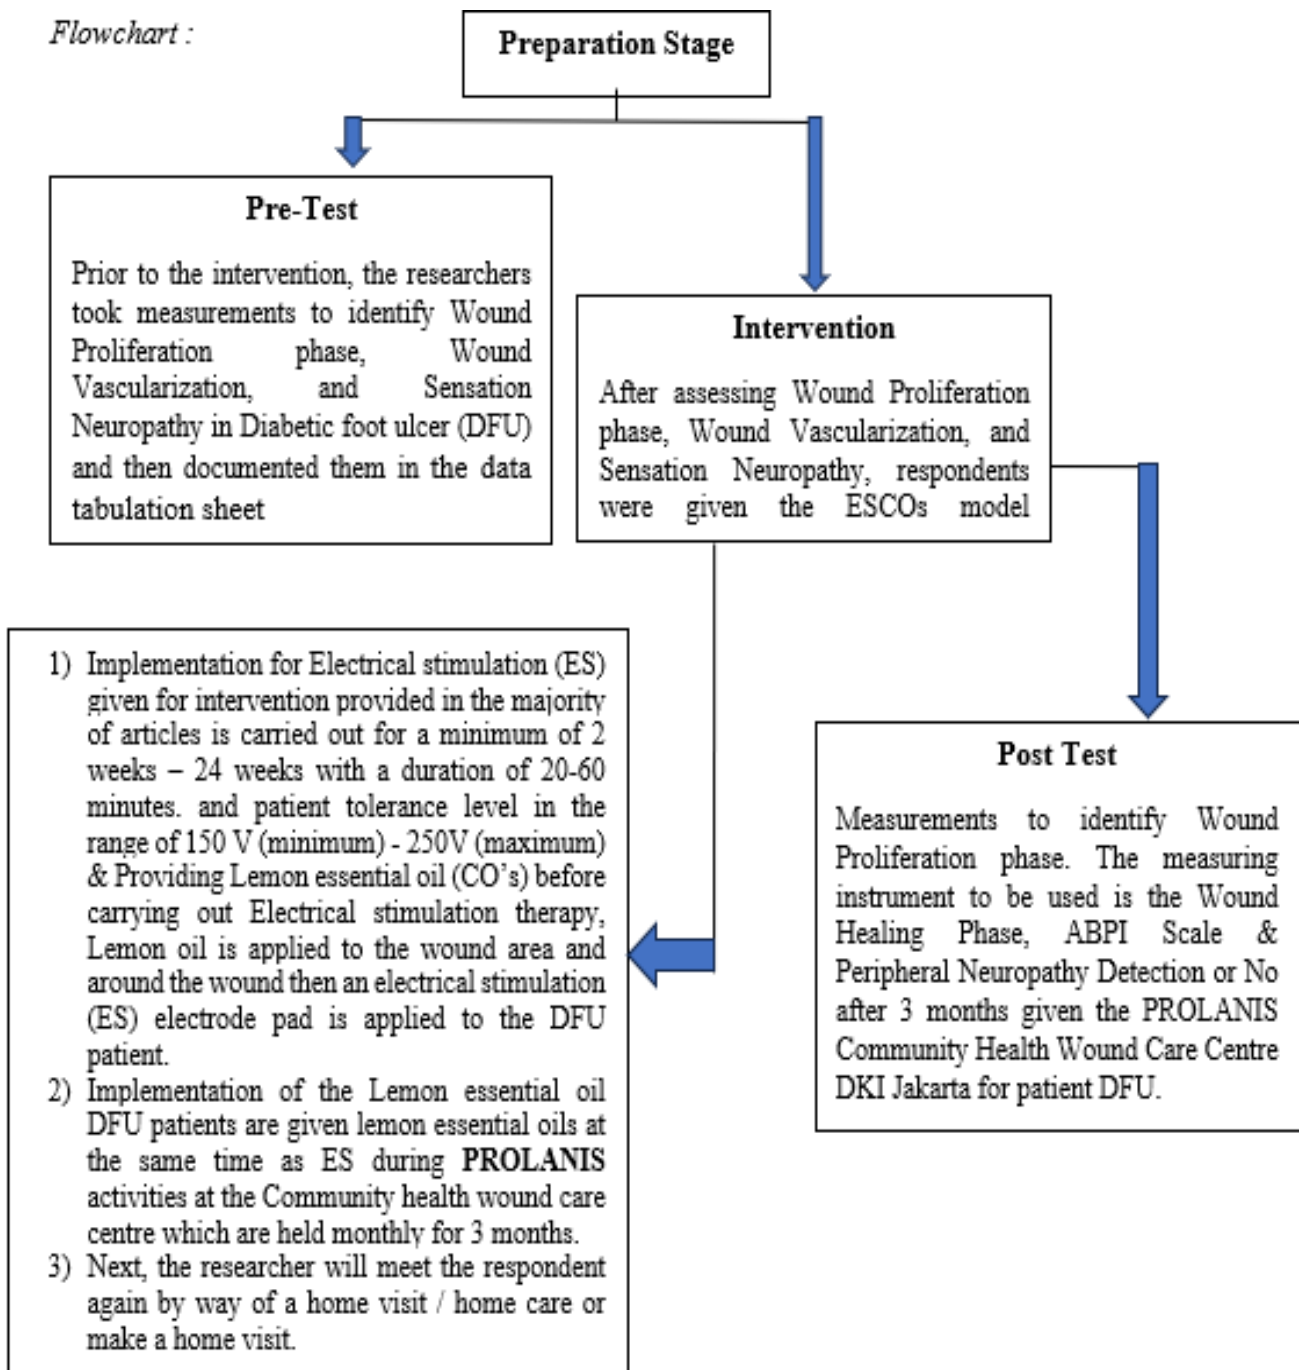 Flowchart :
Preparation Stage
Pre-Test
Prior to the intervention, the researchers
took measurements to identify Wound
Proliferation phase, Wound
Vascularization, and Sensation
Neuropathy in Diabetic foot ulcer (DFU)
and then documented them in the data
tabulation sheet
Intervention
After assessing Wound Proliferation
phase, Wound Vascularization, and
Sensation Neuropathy, respondents
were given the ESCOs model
1) Implementation for Electrical stimulation (ES)
given for intervention provided in the majority
of articles is carried out for a minimum of 2
weeks – 24 weeks with a duration of 20-60
minutes. and patient tolerance level in the
range of 150 V (minimum) - 250V (maximum)
& Providing Lemon essential oil (CO’s) before
carrying out Electrical stimulation therapy,
Lemon oil is applied to the wound area and
around the wound then an electrical stimulation
(ES) electrode pad is applied to the DFU
patient.
2) Implementation of the Lemon essential oil
DFU patients are given lemon essential oils at
the same time as ES during PROLANIS
activities at the Community health wound care
centre which are held monthly for 3 months.
3) Next, the researcher will meet the respondent
again by way of a home visit / home care or
make a home visit.
Post Test
Measurements to identify Wound
Proliferation phase. The measuring
instrument to be used is the Wound
Healing Phase, ABPI Scale &
Peripheral Neuropathy Detection or No
after 3 months given the PROLANIS
Community Health Wound Care Centre
DKI Jakarta for patient DFU.